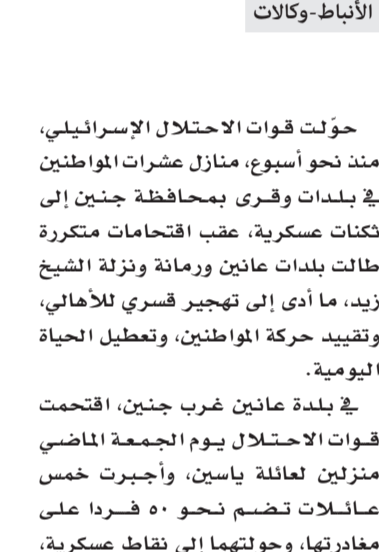 الأنباط-وكالات
حوّلت قوات الاحتلال الإسرائيلي،
منذ نحو أسبوع، منازل عشرات المواطنين
في بلدات وقرى بمحافظة جنين إلى
ثكنات عسكرية، عقب اقتحامات متكررة
طالت بلدات عانين ورمانة ونزلة الشيخ
زيد، ما أدى إلى تهجير قسري للأهالي،
وتقييد حركة المواطنين، وتعطيل الحياة
اليومية.
في بلدة عانين غرب جنين، اقتحمت
قوات الاحتلال يوم الجمعة الماضي
منزلين لعائلة ياسين، وأجبرت خمس
عائلات تضم نحو ٥٠ فردا على
مغادرتها، وحولتهما إلى نقاط عسكرية،